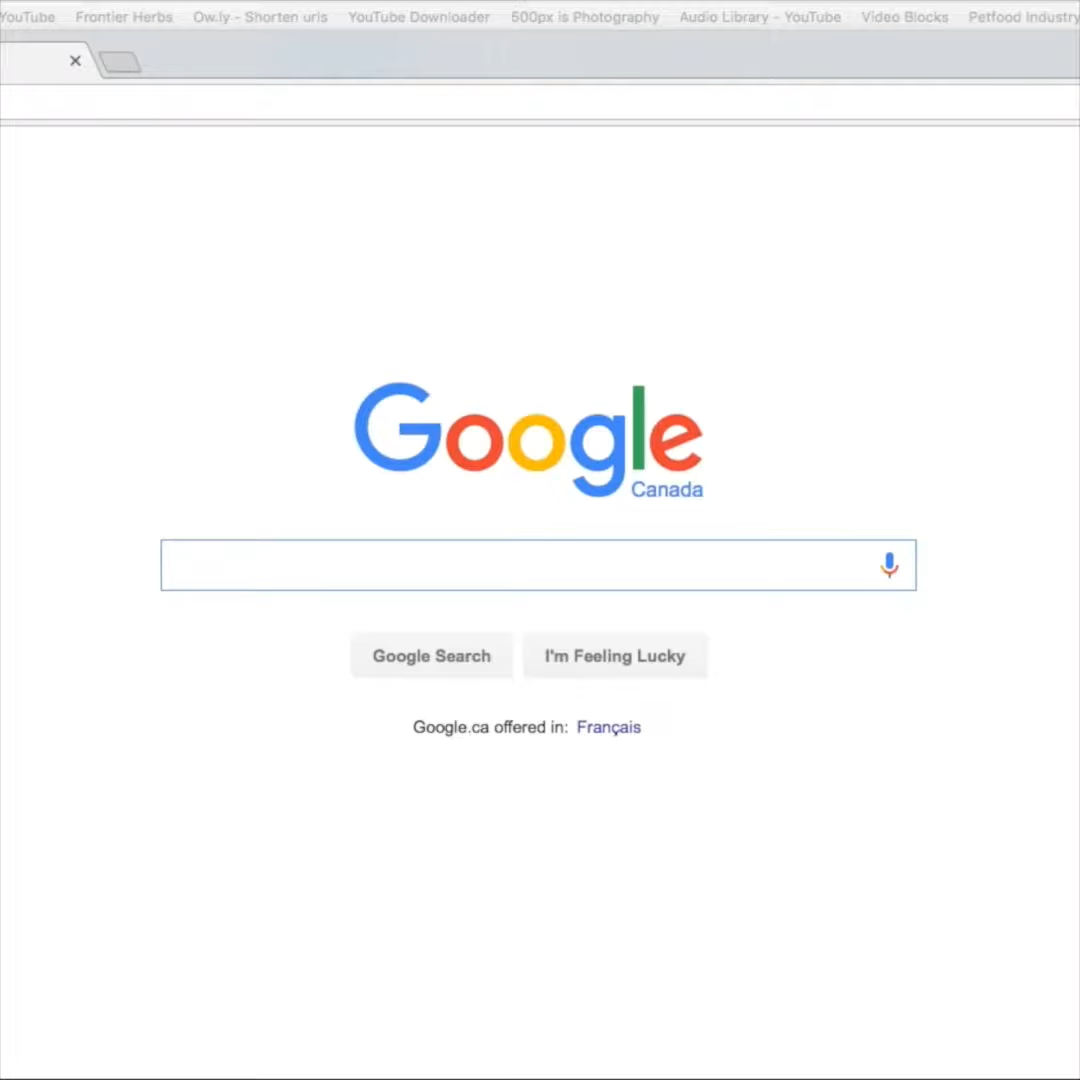 YouTube Frontier Herbs Ow.ly - Shorten urls YouTube Downloader 500px is Photography Audio Library - YouTube Video Blocks Petfood Industry
Google
Canada
Google Search I'm Feeling Lucky
Google.ca offered in: Français